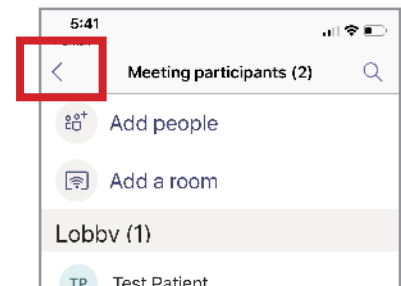 5:41
Meeting participants (2)
Add people
Add a room
Lobby (1)
TP Test Patient